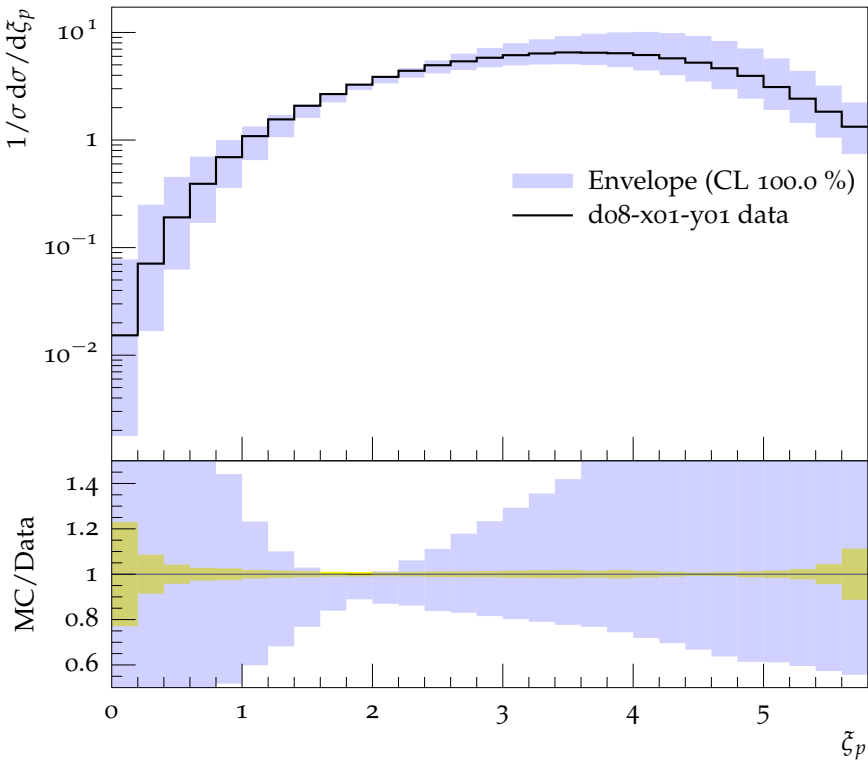 1/σ dσ/dξ_p
10^1
1
10^−1
10^−2
Envelope (CL 100.0 %)
d08-x01-y01 data
MC/Data
1.4
1.2
1
0.8
0.6
0 1 2 3 4 5
ξ_p